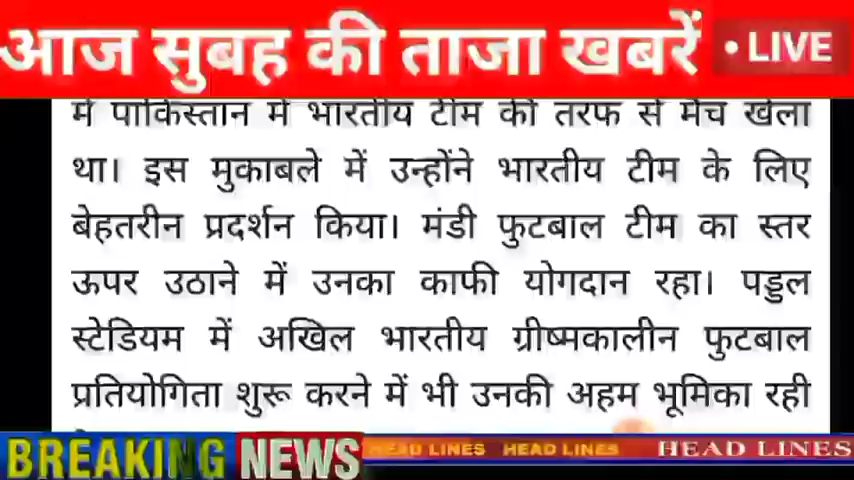 आज सुबह की ताजा खबरें • LIVE
में पाकिस्तान में भारतीय टीम की तरफ से मैच खेला
था। इस मुकाबले में उन्होंने भारतीय टीम के लिए
बेहतरीन प्रदर्शन किया। मंडी फुटबाल टीम का स्तर
ऊपर उठाने में उनका काफी योगदान रहा। पड्डल
स्टेडियम में अखिल भारतीय ग्रीष्मकालीन फुटबाल
प्रतियोगिता शुरू करने में भी उनकी अहम भूमिका रही
BREAKING NEWS HEAD LINES HEAD LINES HEAD LINES